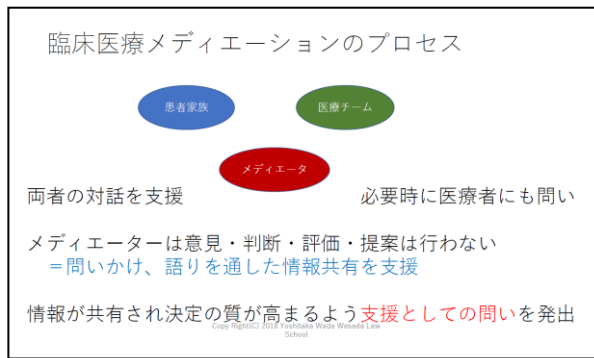 臨床医療メディエーションのプロセス
患者家族
医療チーム
メディエータ
両者の対話を支援
必要時に医療者にも問い
メディエーターは意見・判断・評価・提案は行わない
＝問いかけ、語りを通した情報共有を支援
情報が共有され決定の質が高まるよう支援としての問いを発出
Copy Right(C) 2018 Yoshitaka Wada Waseda Law
School